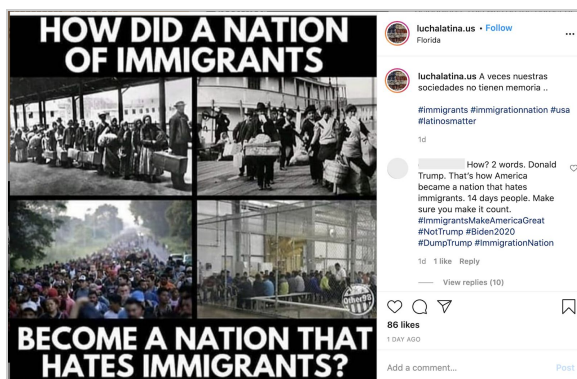 HOW DID A NATION
OF IMMIGRANTS
Other98
BECOME A NATION THAT
HATES IMMIGRANTS?
luchalatina.us • Follow
Florida
luchalatina.us A veces nuestras
sociedades no tienen memoria ..
#immigrants #immigrationnation #usa
#latinosmatter
1d
How? 2 words. Donald
Trump. That's how America
became a nation that hates
immigrants. 14 days people. Make
sure you make it count.
#ImmigrantsMakeAmericaGreat
#NotTrump #Biden2020
#DumpTrump #ImmigrationNation
1d 1 like Reply
View replies (10)
86 likes
1 DAY AGO
Add a comment...
Post